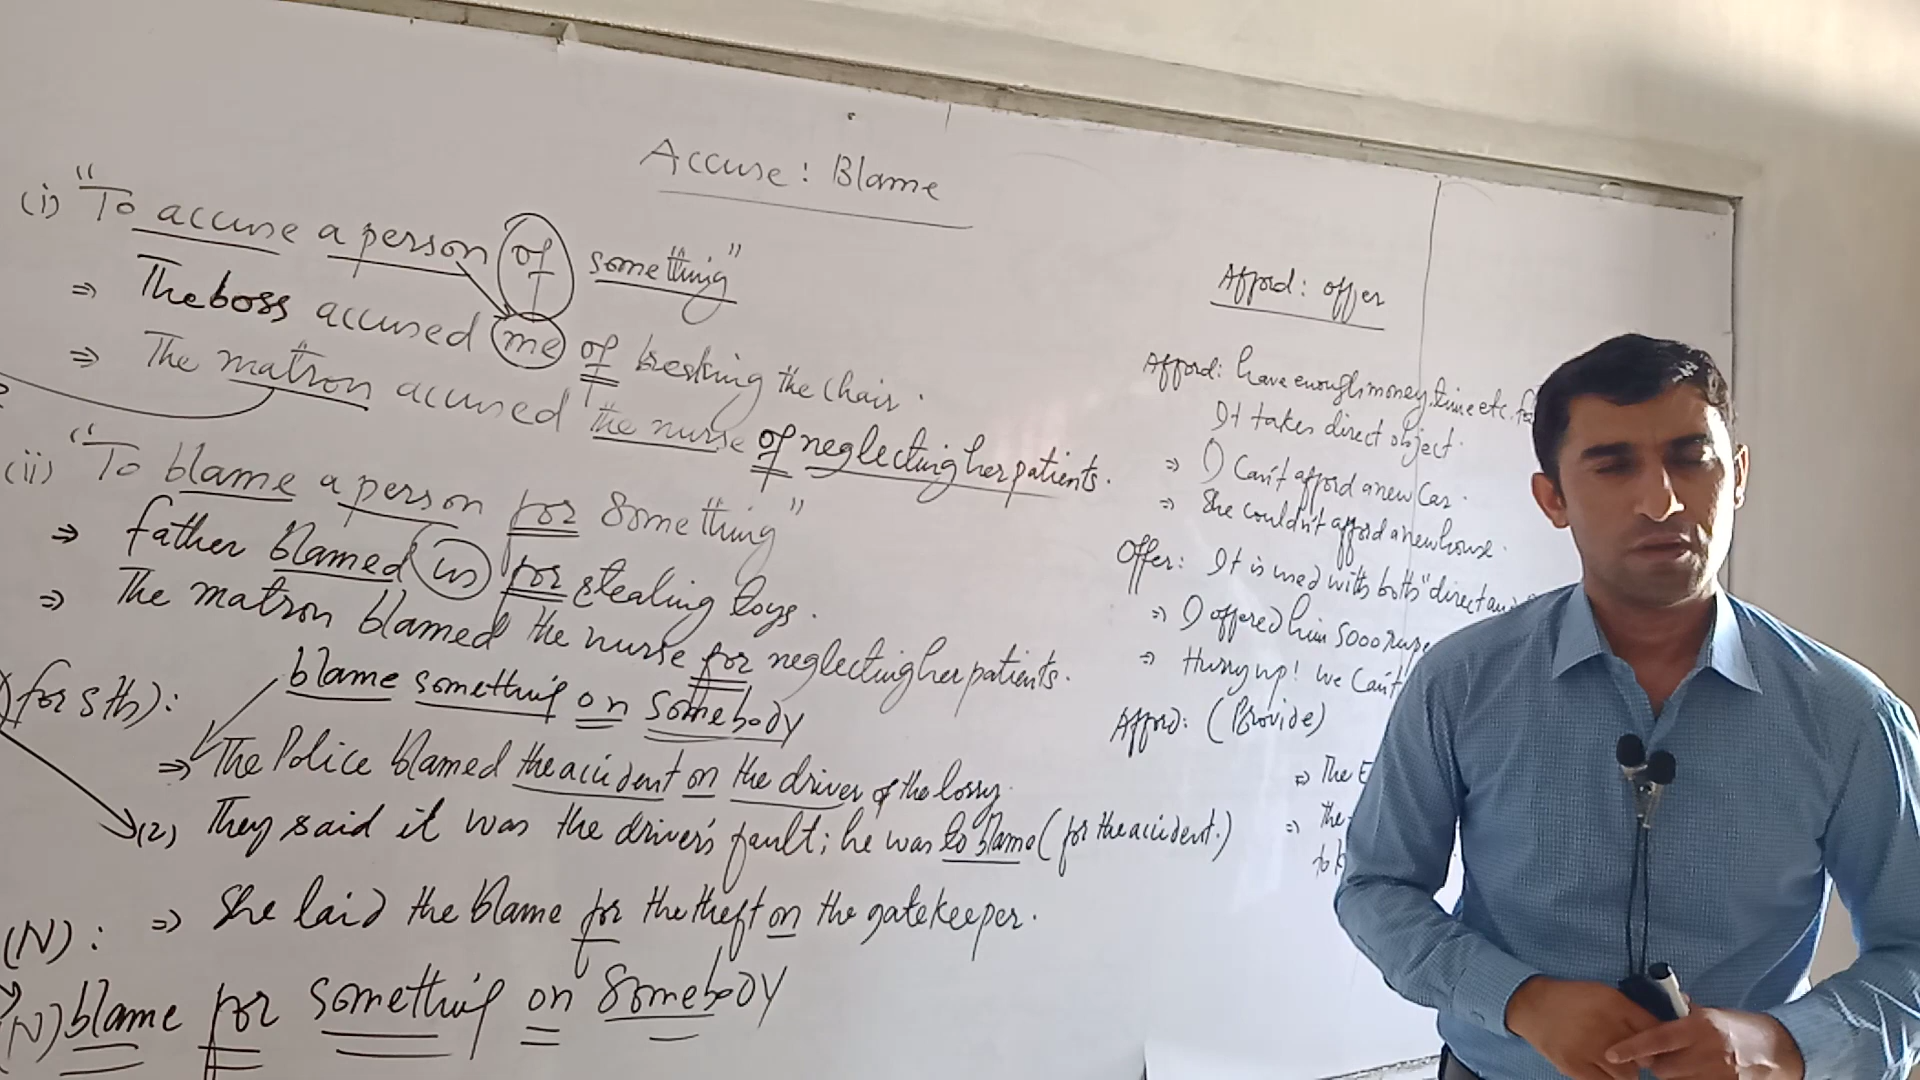 Accuse : Blame
(i) "To accuse a person of something"
⇒ The boss accused me of breaking the chair.
⇒ The matron accused the nurse of neglecting her patients.
(ii) "To blame a person for something"
⇒ father blamed us for stealing toys.
⇒ The matron blamed the nurse for neglecting her patients.
blame something on somebody
for sth):
⇒ The Police blamed the accident on the driver of the lorry.
(2) They said it was the driver's fault; he was to blame (for the accident.)
(N): ⇒ She laid the blame for the theft on the gatekeeper.
(N) blame for something on somebody
Afford : offer
Afford: have enough money, time etc. for
It takes direct object.
⇒ I can't afford a new car.
⇒ She couldn't afford a new house.
Offer: It is used with both "direct and
⇒ I offered him 5000 rupe
⇒ Hurry up! we can't
Afford: (Provide)
⇒ The E
⇒ the
to